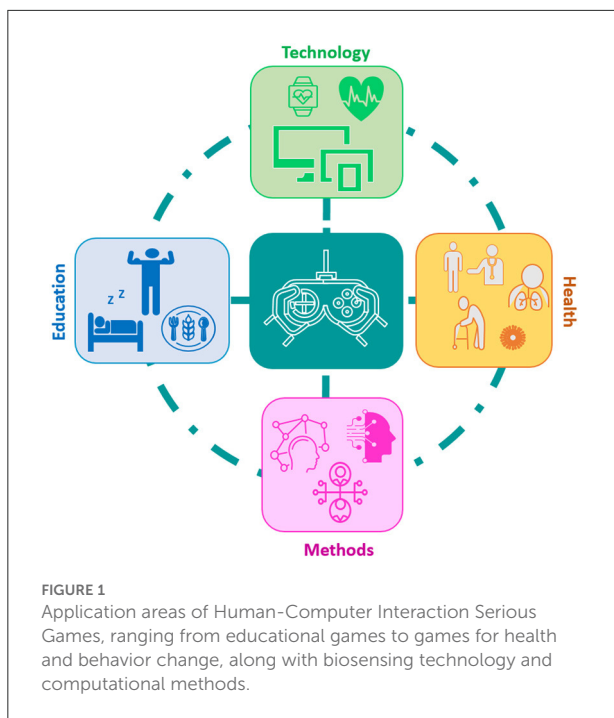 Technology
Education
z z
Health
Methods
FIGURE 1
Application areas of Human-Computer Interaction Serious
Games, ranging from educational games to games for health
and behavior change, along with biosensing technology and
computational methods.